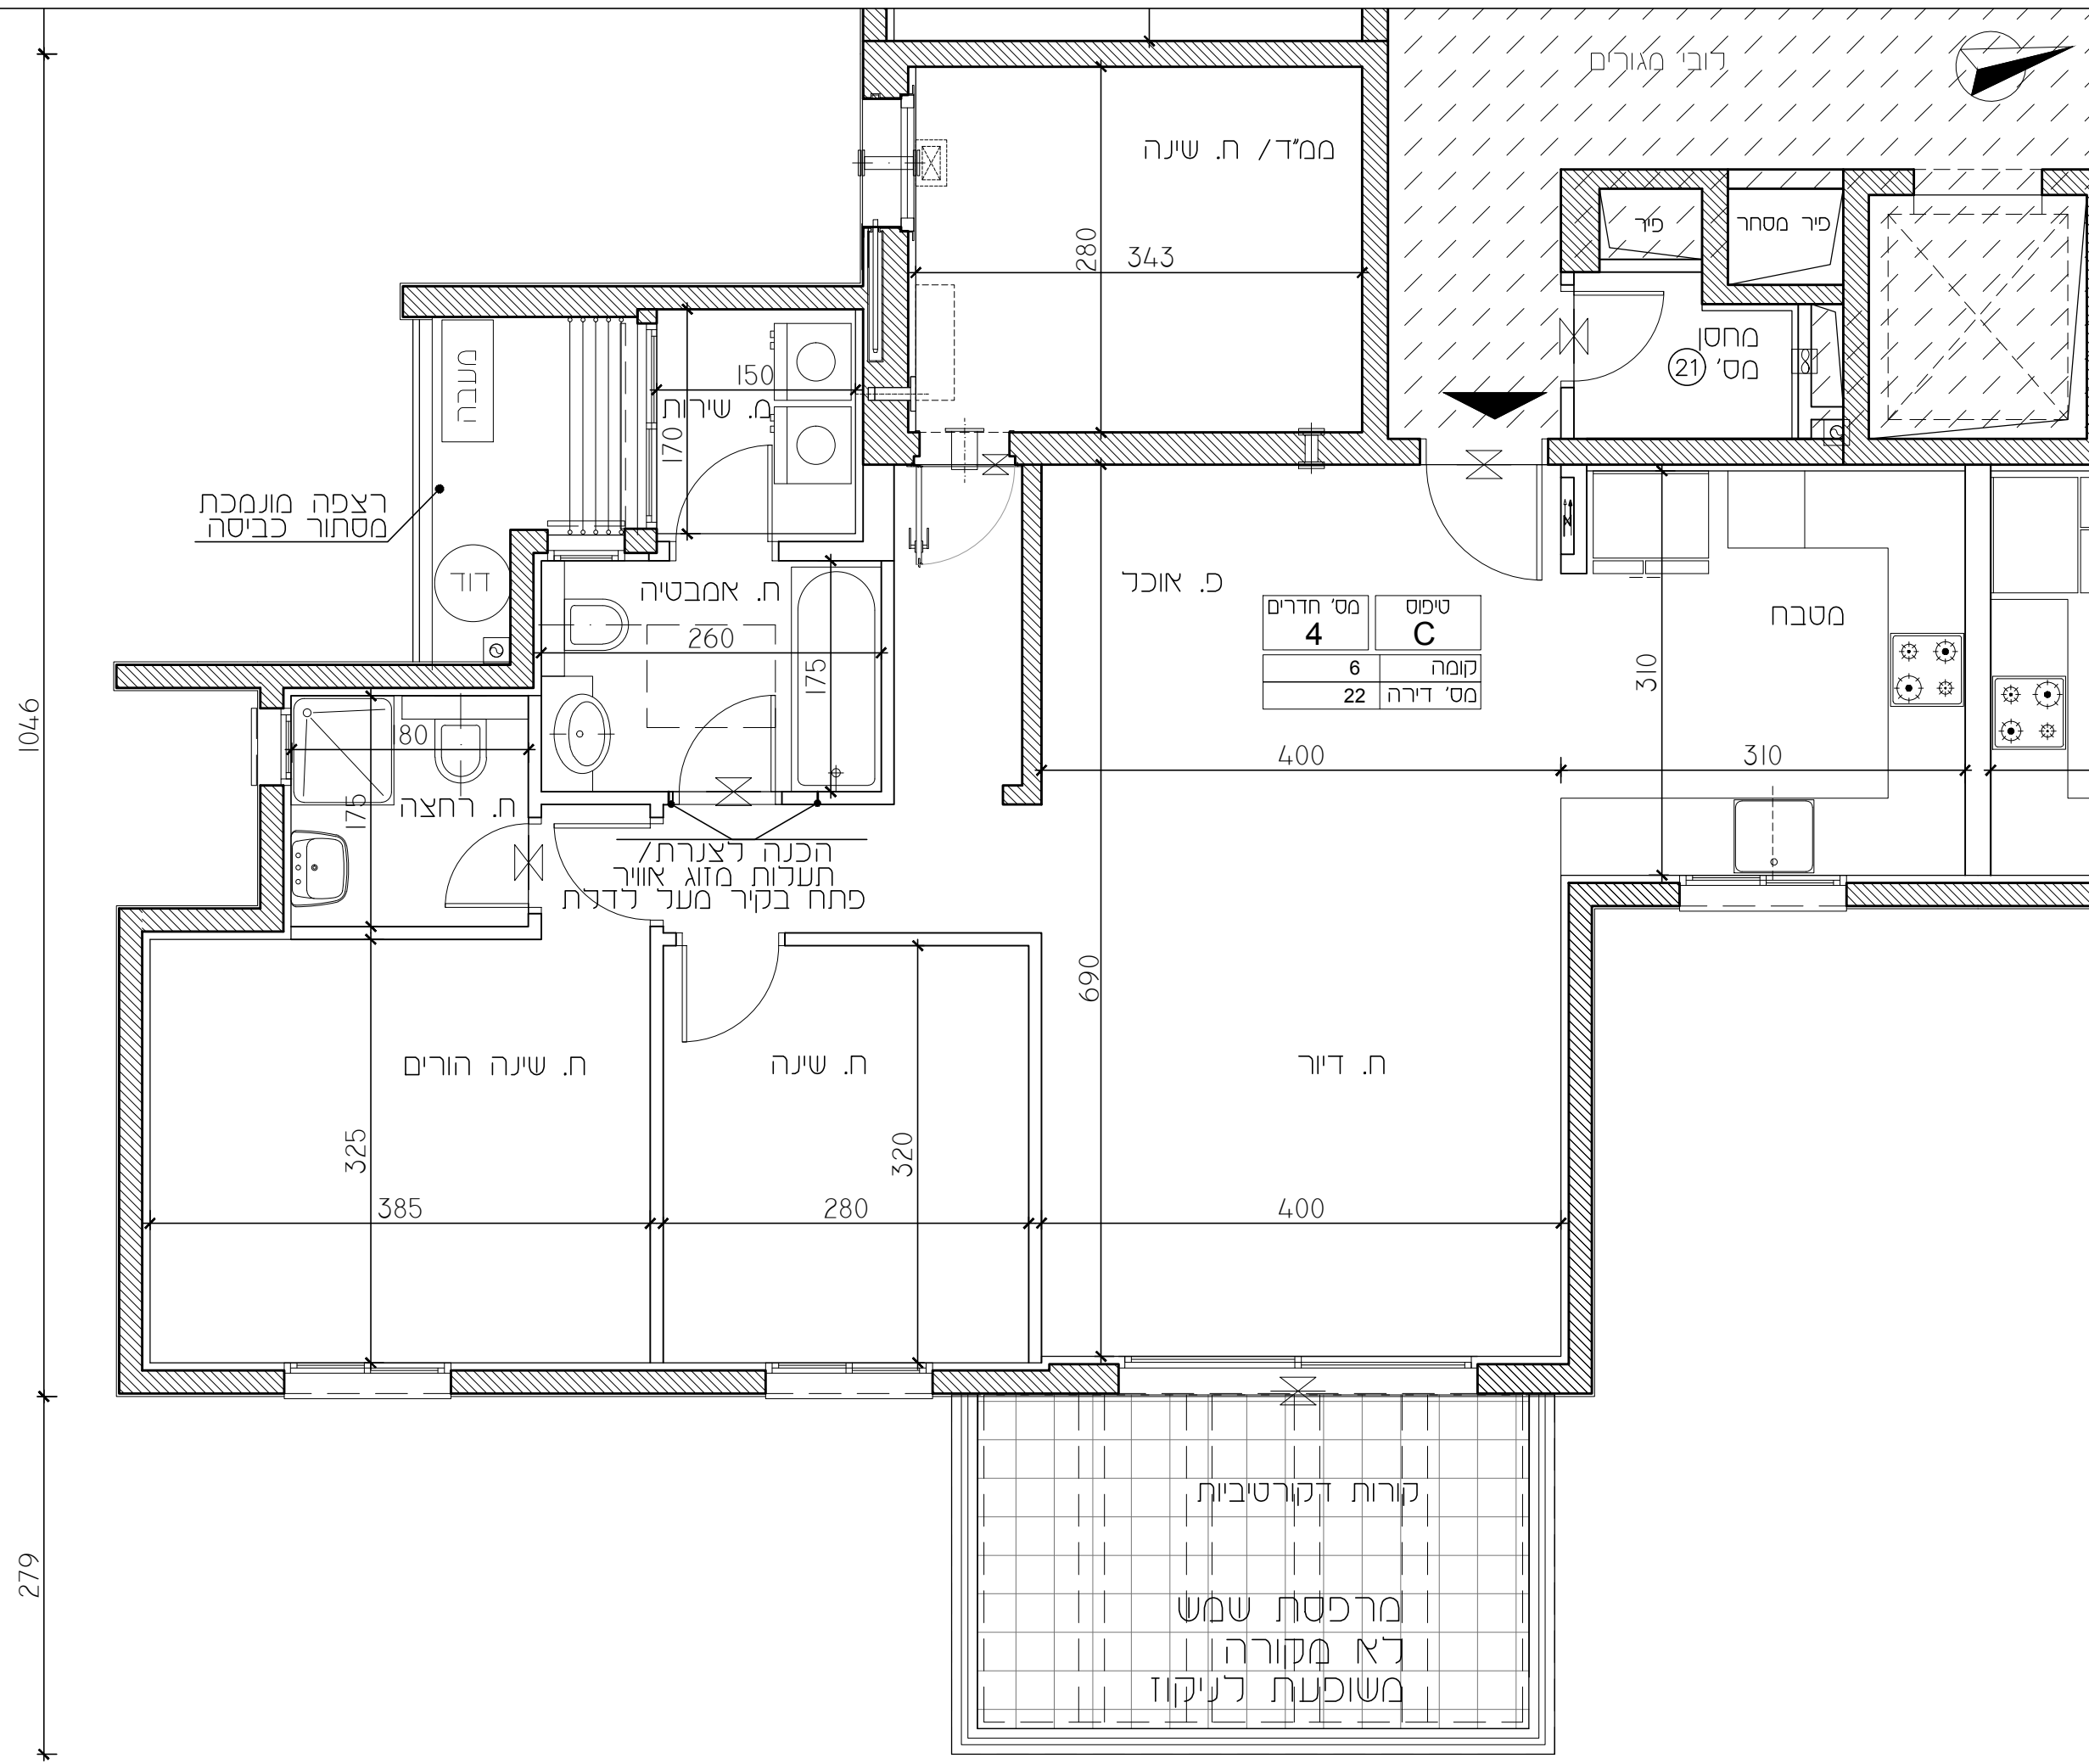 לובי מגורים
ממ"ד/ ח. שינה
280
343
פיר
פיר מסחר
מחסן
מס' 21
מעבה
150
מ. שירות
170
רצפה מונמכת
מסתור כביסה
דוד
ח. אמבטיה
260
175
פ. אוכל
מס' חדרים
4
טיפוס
C
קומה 6
מס' דירה 22
מטבח
310
400
310
1046
180
175
ח. רחצה
הכנה לצנרת/
תעלות מזוג אוויר
פתח בקיר מעל לדלת
690
ח. שינה הורים
ח. שינה
ח. דיור
325
320
385
280
400
279
קורות דקורטיביות
מרפסת שמש
לא מקורה
משופעת לניקוז